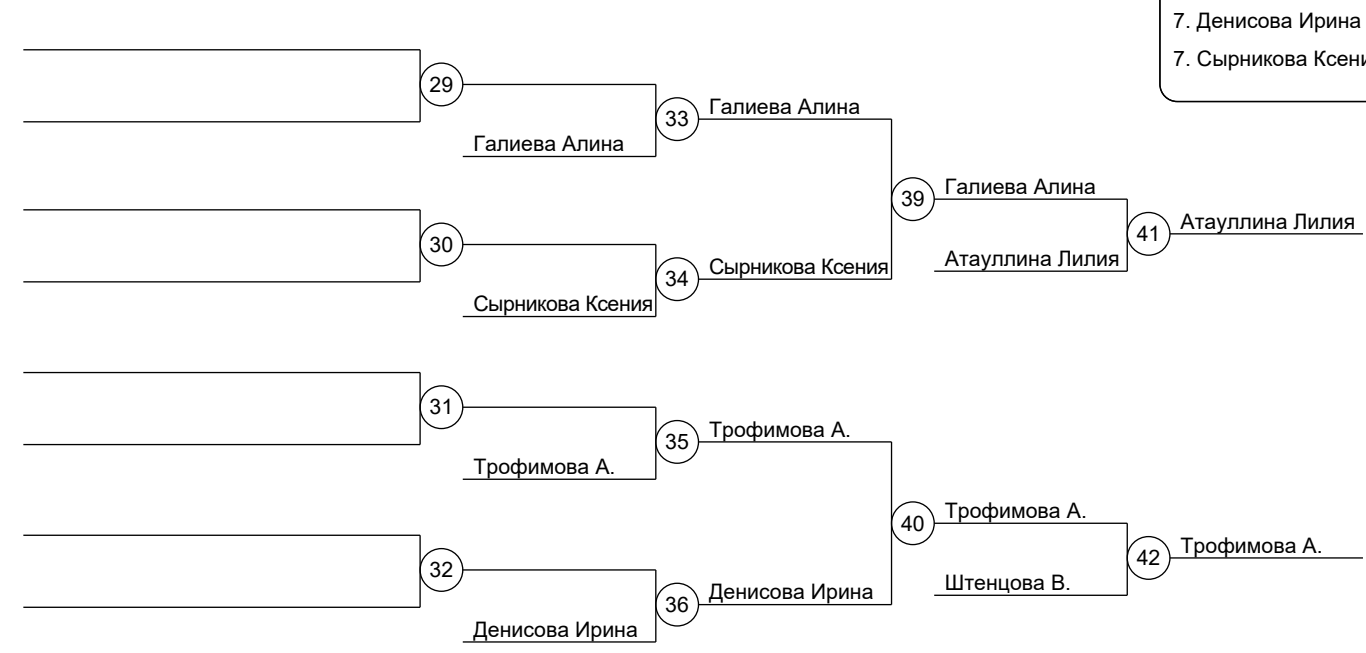 7. Денисова Ирина
7. Сырникова
29
33
Галиева Алина
Галиева Алина
39
Галиева Алина
30
41
Атауллина Лилия
34
Сырникова Ксения
Атауллина Лилия
Сырникова Ксения
31
35
Трофимова А.
Трофимова А.
40
Трофимова А.
32
42
Трофимова А.
36
Денисова Ирина
Штенцова В.
Денисова Ирина